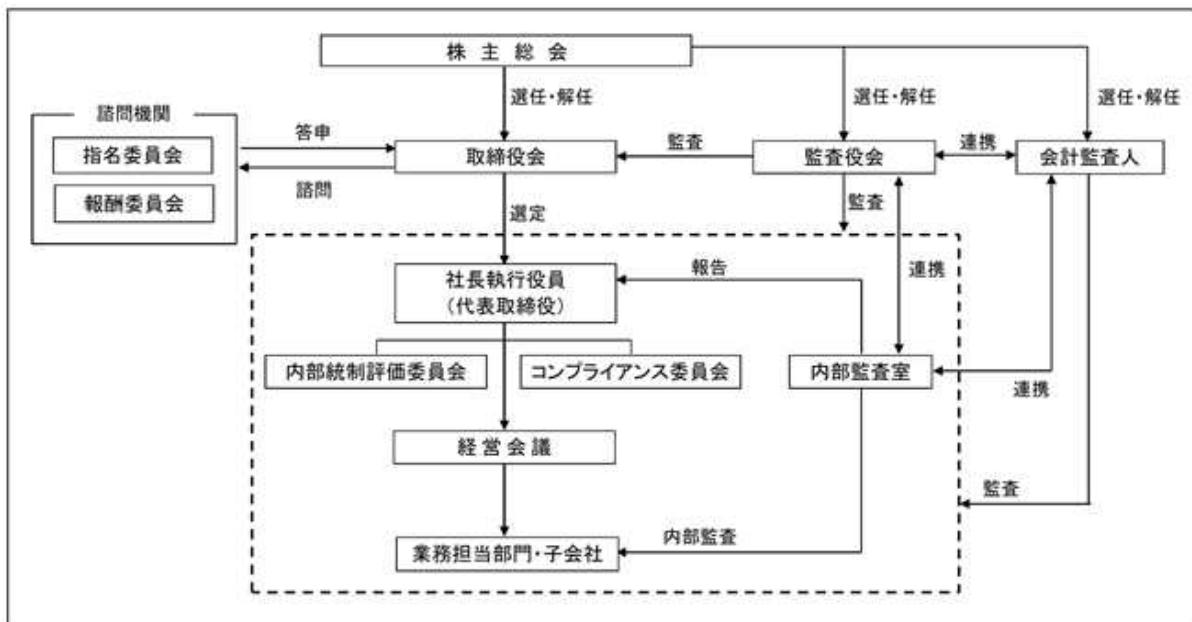 株主総会
選任・解任
選任・解任
選任・解任
諮問機関
指名委員会
報酬委員会
答申
諮問
取締役会
監査
監査役会
連携
会計監査人
選定
監査
社長執行役員
（代表取締役）
報告
連携
内部統制評価委員会
コンプライアンス委員会
内部監査室
連携
経営会議
監査
内部監査
業務担当部門・子会社